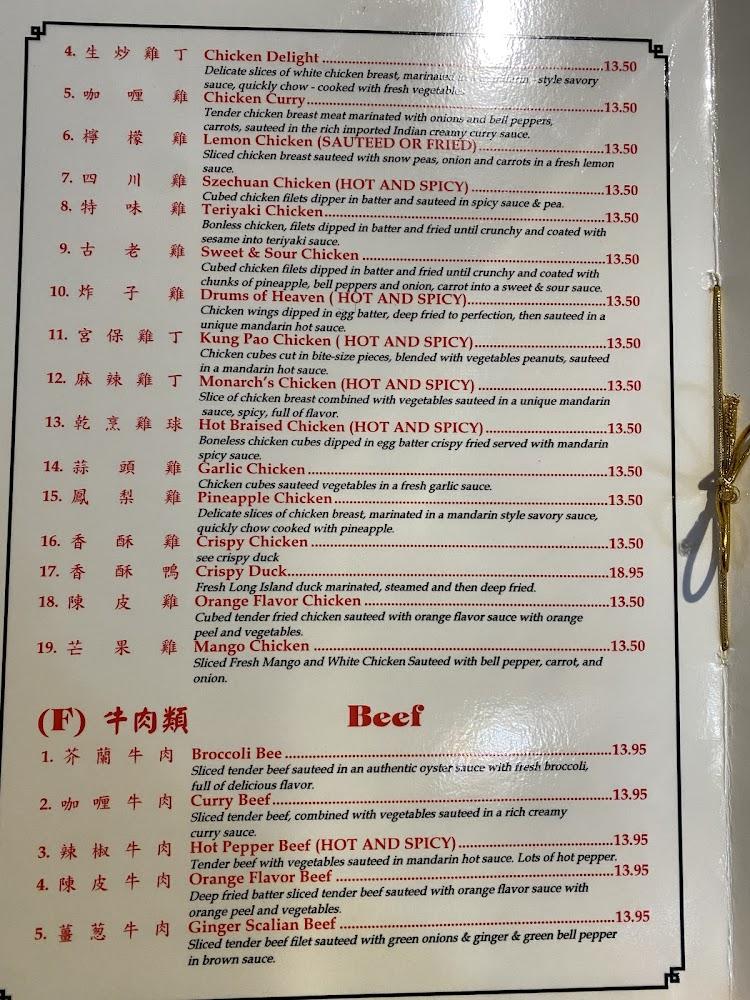 4. 生炒雞丁 Chicken Delight 13.50
Delicate slices of white chicken breast, marinated in style savory
sauce, quickly chow - cooked with fresh vegetables
5. 咖喱雞 Chicken Curry 13.50
Tender chicken breast meat marinated with onions and bell peppers,
carrots, sauteed in the rich imported Indian creamy curry sauce.
6. 檸檬雞 Lemon Chicken (SAUTEED OR FRIED) 13.50
Sliced chicken breast sauteed with snow peas, onion and carrots in a fresh lemon
sauce.
7. 四川雞 Szechuan Chicken (HOT AND SPICY) 13.50
Cubed chicken filets dipper in batter and sauteed in spicy sauce & pea.
8. 特味雞 Teriyaki Chicken 13.50
Bonless chicken, filets dipped in batter and fried until crunchy and coated with
sesame into teriyaki sauce.
9. 古老雞 Sweet & Sour Chicken 13.50
Cubed chicken filets dipped in batter and fried until crunchy and coated with
chunks of pineapple, bell peppers and onion, carrot into a sweet & sour sauce.
10. 炸子雞 Drums of Heaven ( HOT AND SPICY) 13.50
Chicken wings dipped in egg batter, deep fried to perfection, then sauteed in a
unique mandarin hot sauce.
11. 宮保雞丁 Kung Pao Chicken ( HOT AND SPICY) 13.50
Chicken cubes cut in bite-size pieces, blended with vegetables peanuts, sauteed
in a mandarin hot sauce.
12. 麻辣雞丁 Monarch's Chicken (HOT AND SPICY) 13.50
Slice of chicken breast combined with vegetables sauteed in a unique mandarin
sauce, spicy, full of flavor.
13. 乾烹雞球 Hot Braised Chicken (HOT AND SPICY) 13.50
Boneless chicken cubes dipped in egg batter crispy fried served with mandarin
spicy sauce.
14. 蒜頭雞 Garlic Chicken 13.50
Chicken cubes sauteed vegetables in a fresh garlic sauce.
15. 鳳梨雞 Pineapple Chicken 13.50
Delicate slices of chicken breast, marinated in a mandarin style savory sauce,
quickly chow cooked with pineapple.
16. 香酥雞 Crispy Chicken 13.50
see crispy duck
17. 香酥鴨 Crispy Duck 18.95
Fresh Long Island duck marinated, steamed and then deep fried.
18. 陳皮雞 Orange Flavor Chicken 13.50
Cubed tender fried chicken sauteed with orange flavor sauce with orange
peel and vegetables.
19. 芒果雞 Mango Chicken 13.50
Sliced Fresh Mango and White Chicken Sauteed with bell pepper, carrot, and
onion.
(F) 牛肉類 Beef
1. 芥蘭牛肉 Broccoli Bee 13.95
Sliced tender beef sauteed in an authentic oyster sauce with fresh broccoli,
full of delicious flavor.
2. 咖喱牛肉 Curry Beef 13.95
Sliced tender beef, combined with vegetables sauteed in a rich creamy
curry sauce.
3. 辣椒牛肉 Hot Pepper Beef (HOT AND SPICY) 13.95
Tender beef with vegetables sauteed in mandarin hot sauce. Lots of hot pepper.
4. 陳皮牛肉 Orange Flavor Beef 13.95
Deep fried batter sliced tender beef sauteed with orange flavor sauce with
orange peel and vegetables.
5. 薑蔥牛肉 Ginger Scalian Beef 13.95
Sliced tender beef filet sauteed with green onions & ginger & green bell pepper
in brown sauce.